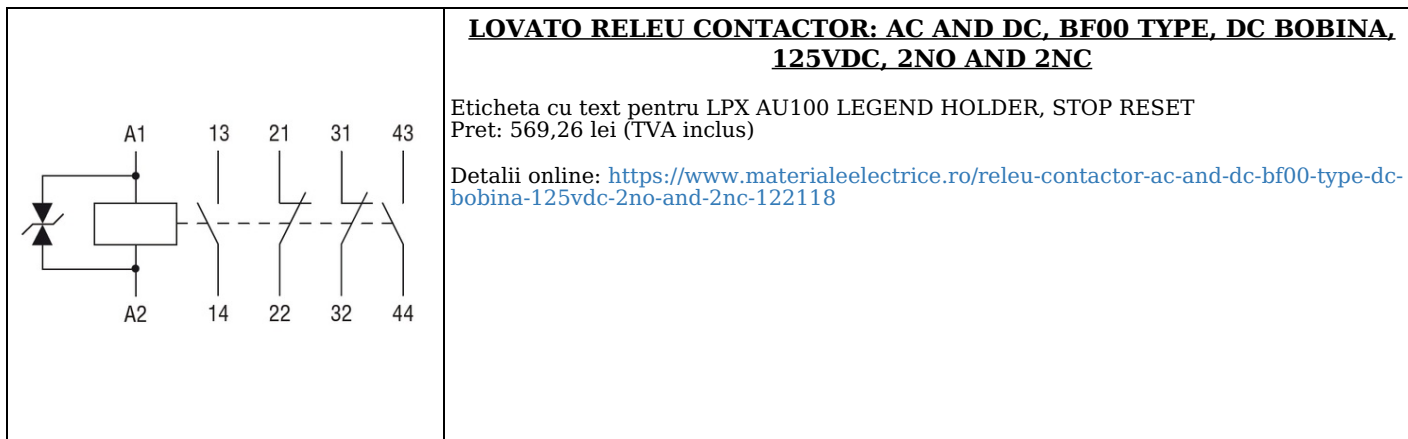 LOVATO RELEU CONTACTOR: AC AND DC, BF00 TYPE, DC BOBINA,
125VDC, 2NO AND 2NC
Eticheta cu text pentru LPX AU100 LEGEND HOLDER, STOP RESET
Pret: 569,26 lei (TVA inclus)
Detalii online: https://www.materialeelectrice.ro/releu-contactor-ac-and-dc-bf00-type-dc-
bobina-125vdc-2no-and-2nc-122118
A1 13 21 31 43
A2 14 22 32 44